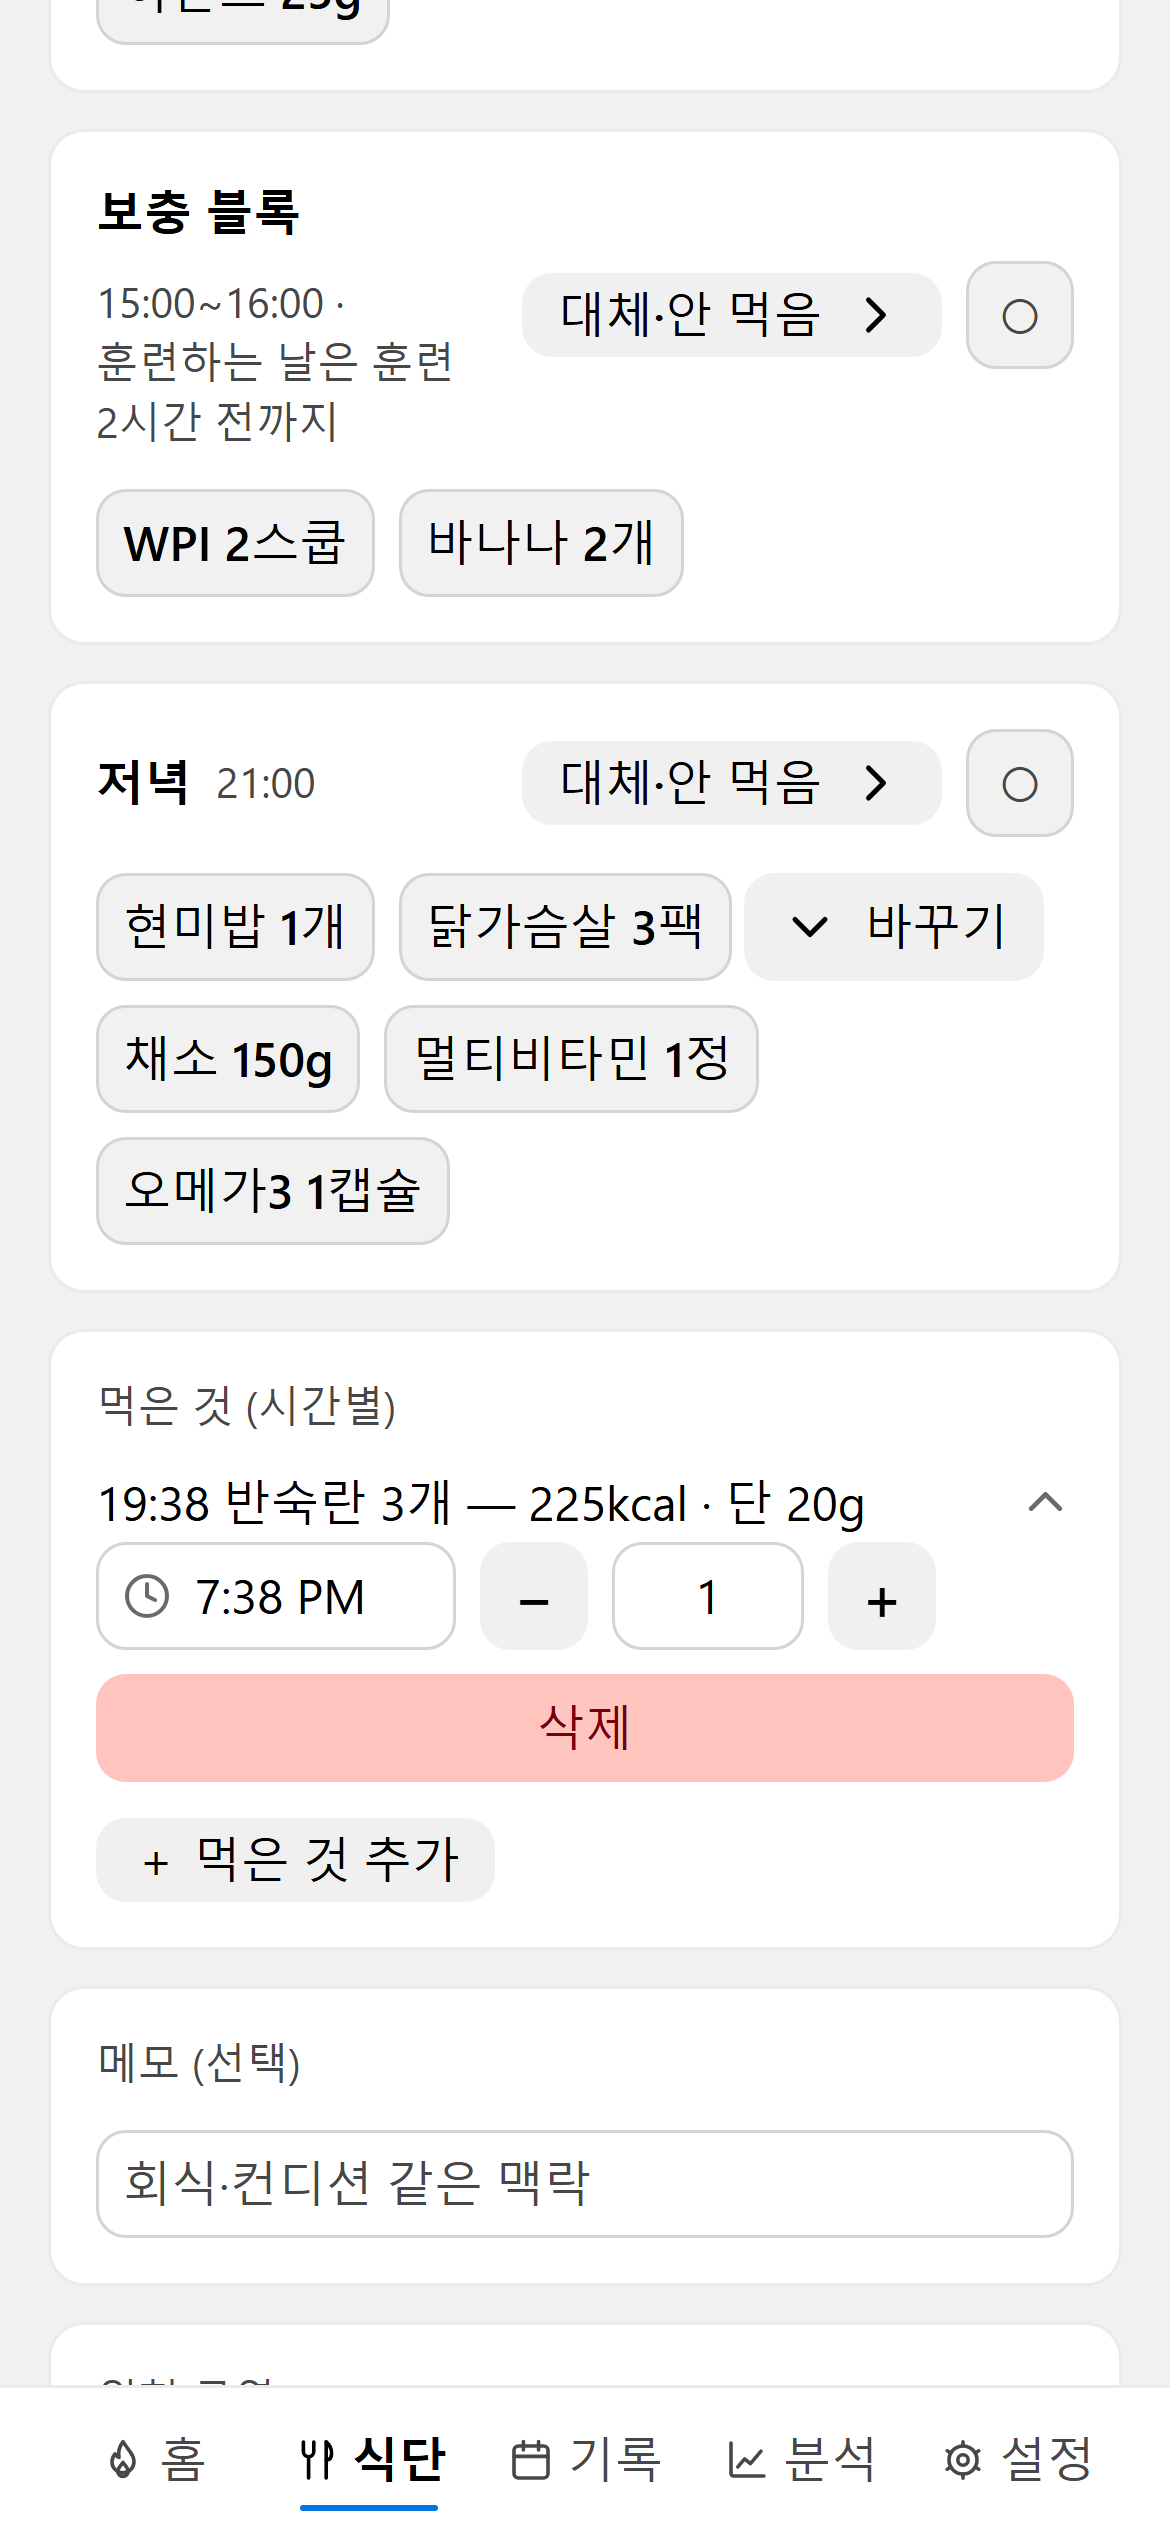 25g
보충 블록
15:00~16:00 ·
훈련하는 날은 훈련
2시간 전까지
대체·안 먹음
WPI 2스쿱
바나나 2개
저녁 21:00
대체·안 먹음
현미밥 1개
닭가슴살 3팩
바꾸기
채소 150g
멀티비타민 1정
오메가3 1캡슐
먹은 것 (시간별)
19:38 반숙란 3개 — 225kcal · 단 20g
7:38 PM
−
1
+
삭제
+ 먹은 것 추가
메모 (선택)
회식·컨디션 같은 맥락
홈
식단
기록
분석
설정